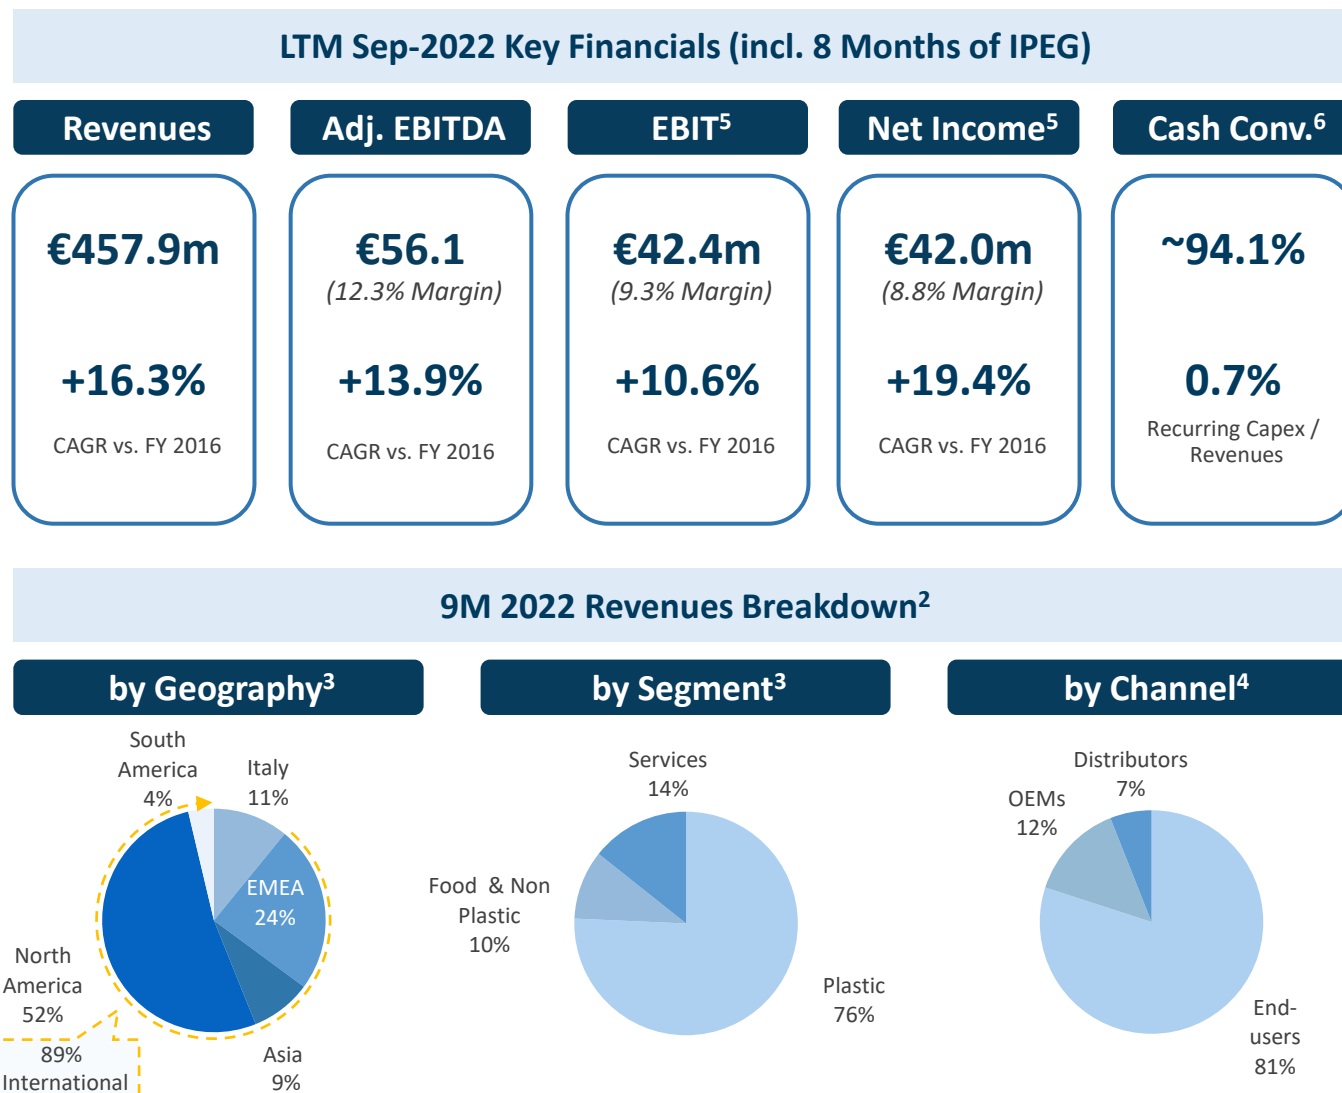 LTM Sep-2022 Key Financials (incl. 8 Months of IPEG)
Revenues
Adj. EBITDA
EBIT5
Net Income5
Cash Conv.6
€457.9m
+16.3%
CAGR vs. FY 2016
€56.1
(12.3% Margin)
+13.9%
CAGR vs. FY 2016
€42.4m
(9.3% Margin)
+10.6%
CAGR vs. FY 2016
€42.0m
(8.8% Margin)
+19.4%
CAGR vs. FY 2016
~94.1%
0.7%
Recurring Capex /
Revenues
9M 2022 Revenues Breakdown2
by Geography3
South
America
4%
Italy
11%
EMEA
24%
North
America
52%
89%
International
Asia
9%
by Segment3
Services
14%
Food & Non
Plastic
10%
Plastic
76%
by Channel4
Distributors
7%
OEMs
12%
End-
users
81%